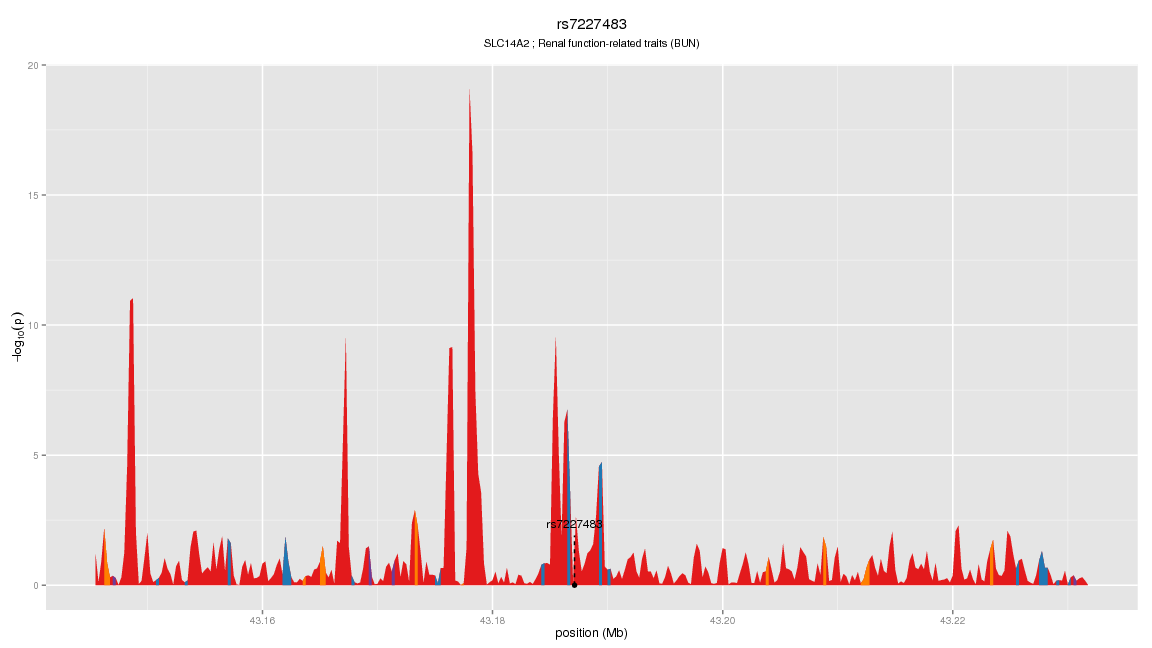 rs7227483
SLC14A2 ; Renal function-related traits (BUN)
20
15
10
5
0
−log10(p)
rs7227483
43.16
43.18
43.20
43.22
position (Mb)